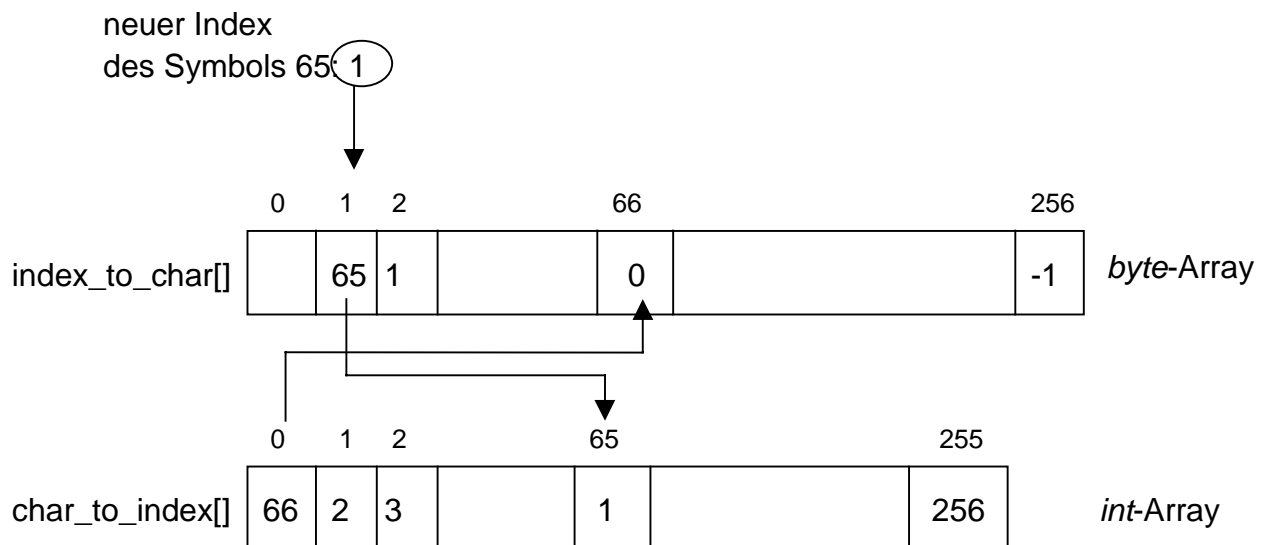 neuer Index
des Symbols 65: 1
0 1 2 66 256
index_to_char[] 65 1 0 -1 byte-Array
0 1 2 65 255
char_to_index[] 66 2 3 1 256 int-Array